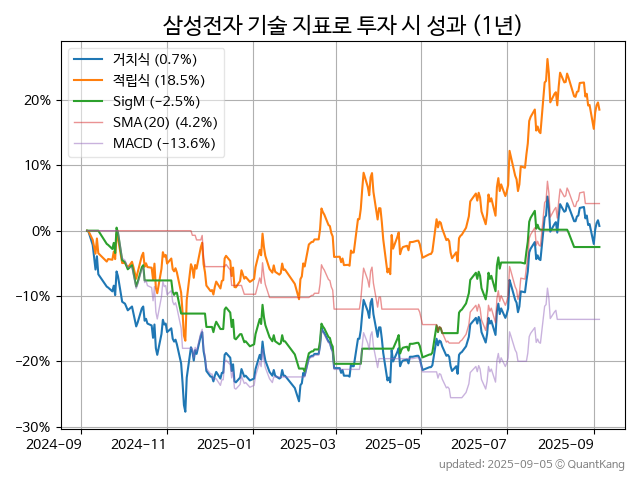 삼성전자 기술 지표로 투자 시 성과 (1년)
거치식 (0.7%)
적립식 (18.5%)
SigM (−2.5%)
SMA(20) (4.2%)
MACD (−13.6%)
20%
10%
0%
−10%
−20%
−30%
2024-09 2024-11 2025-01 2025-03 2025-05 2025-07 2025-09
updated: 2025-09-05 © QuantKang